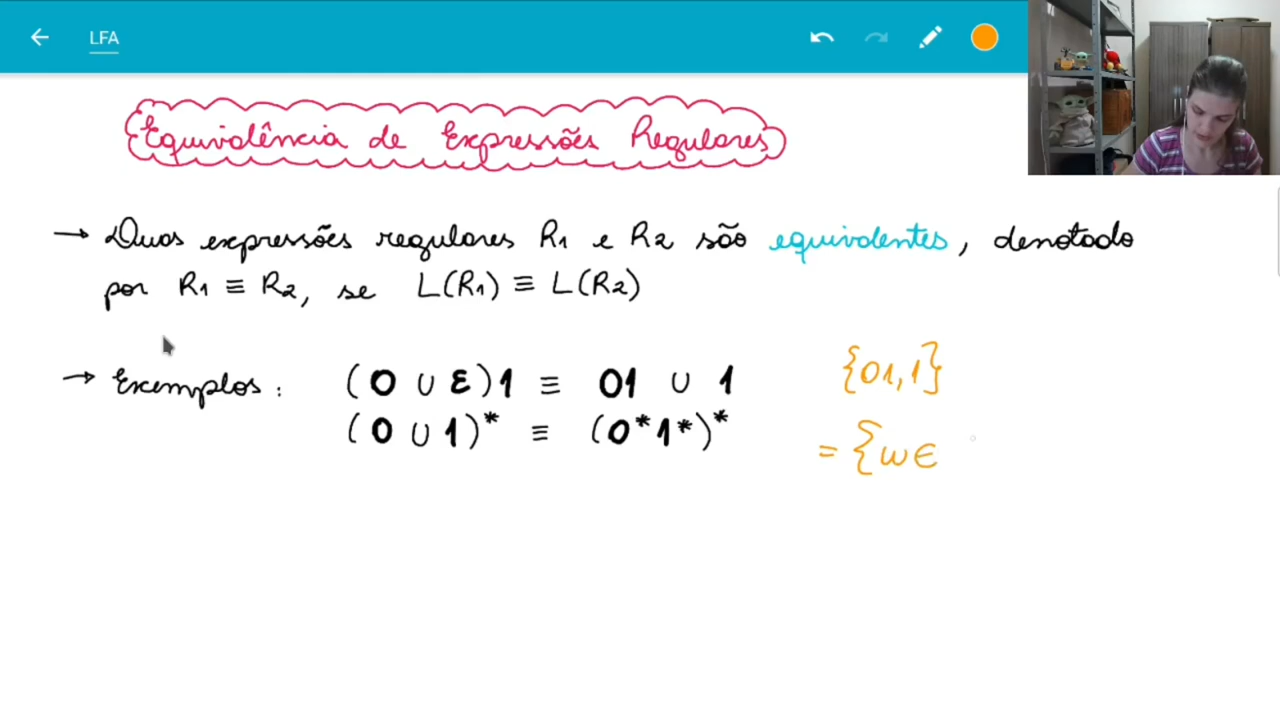 LFA
Equivalência de Expressões Regulares
→ Duas expressões regulares R1 e R2 são equivalentes, denotado
por R1 ≡ R2, se L(R1) ≡ L(R2)
→ Exemplos: (0 ∪ ε)1 ≡ 01 ∪ 1 {01,1}
(0 ∪ 1)* ≡ (0*1*)* = {w ∈